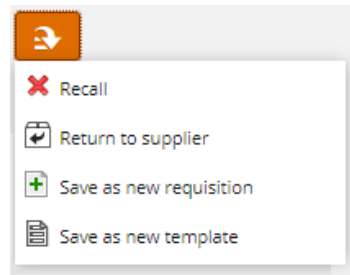 Recall
Return to supplier
Save as new requisition
Save as new template